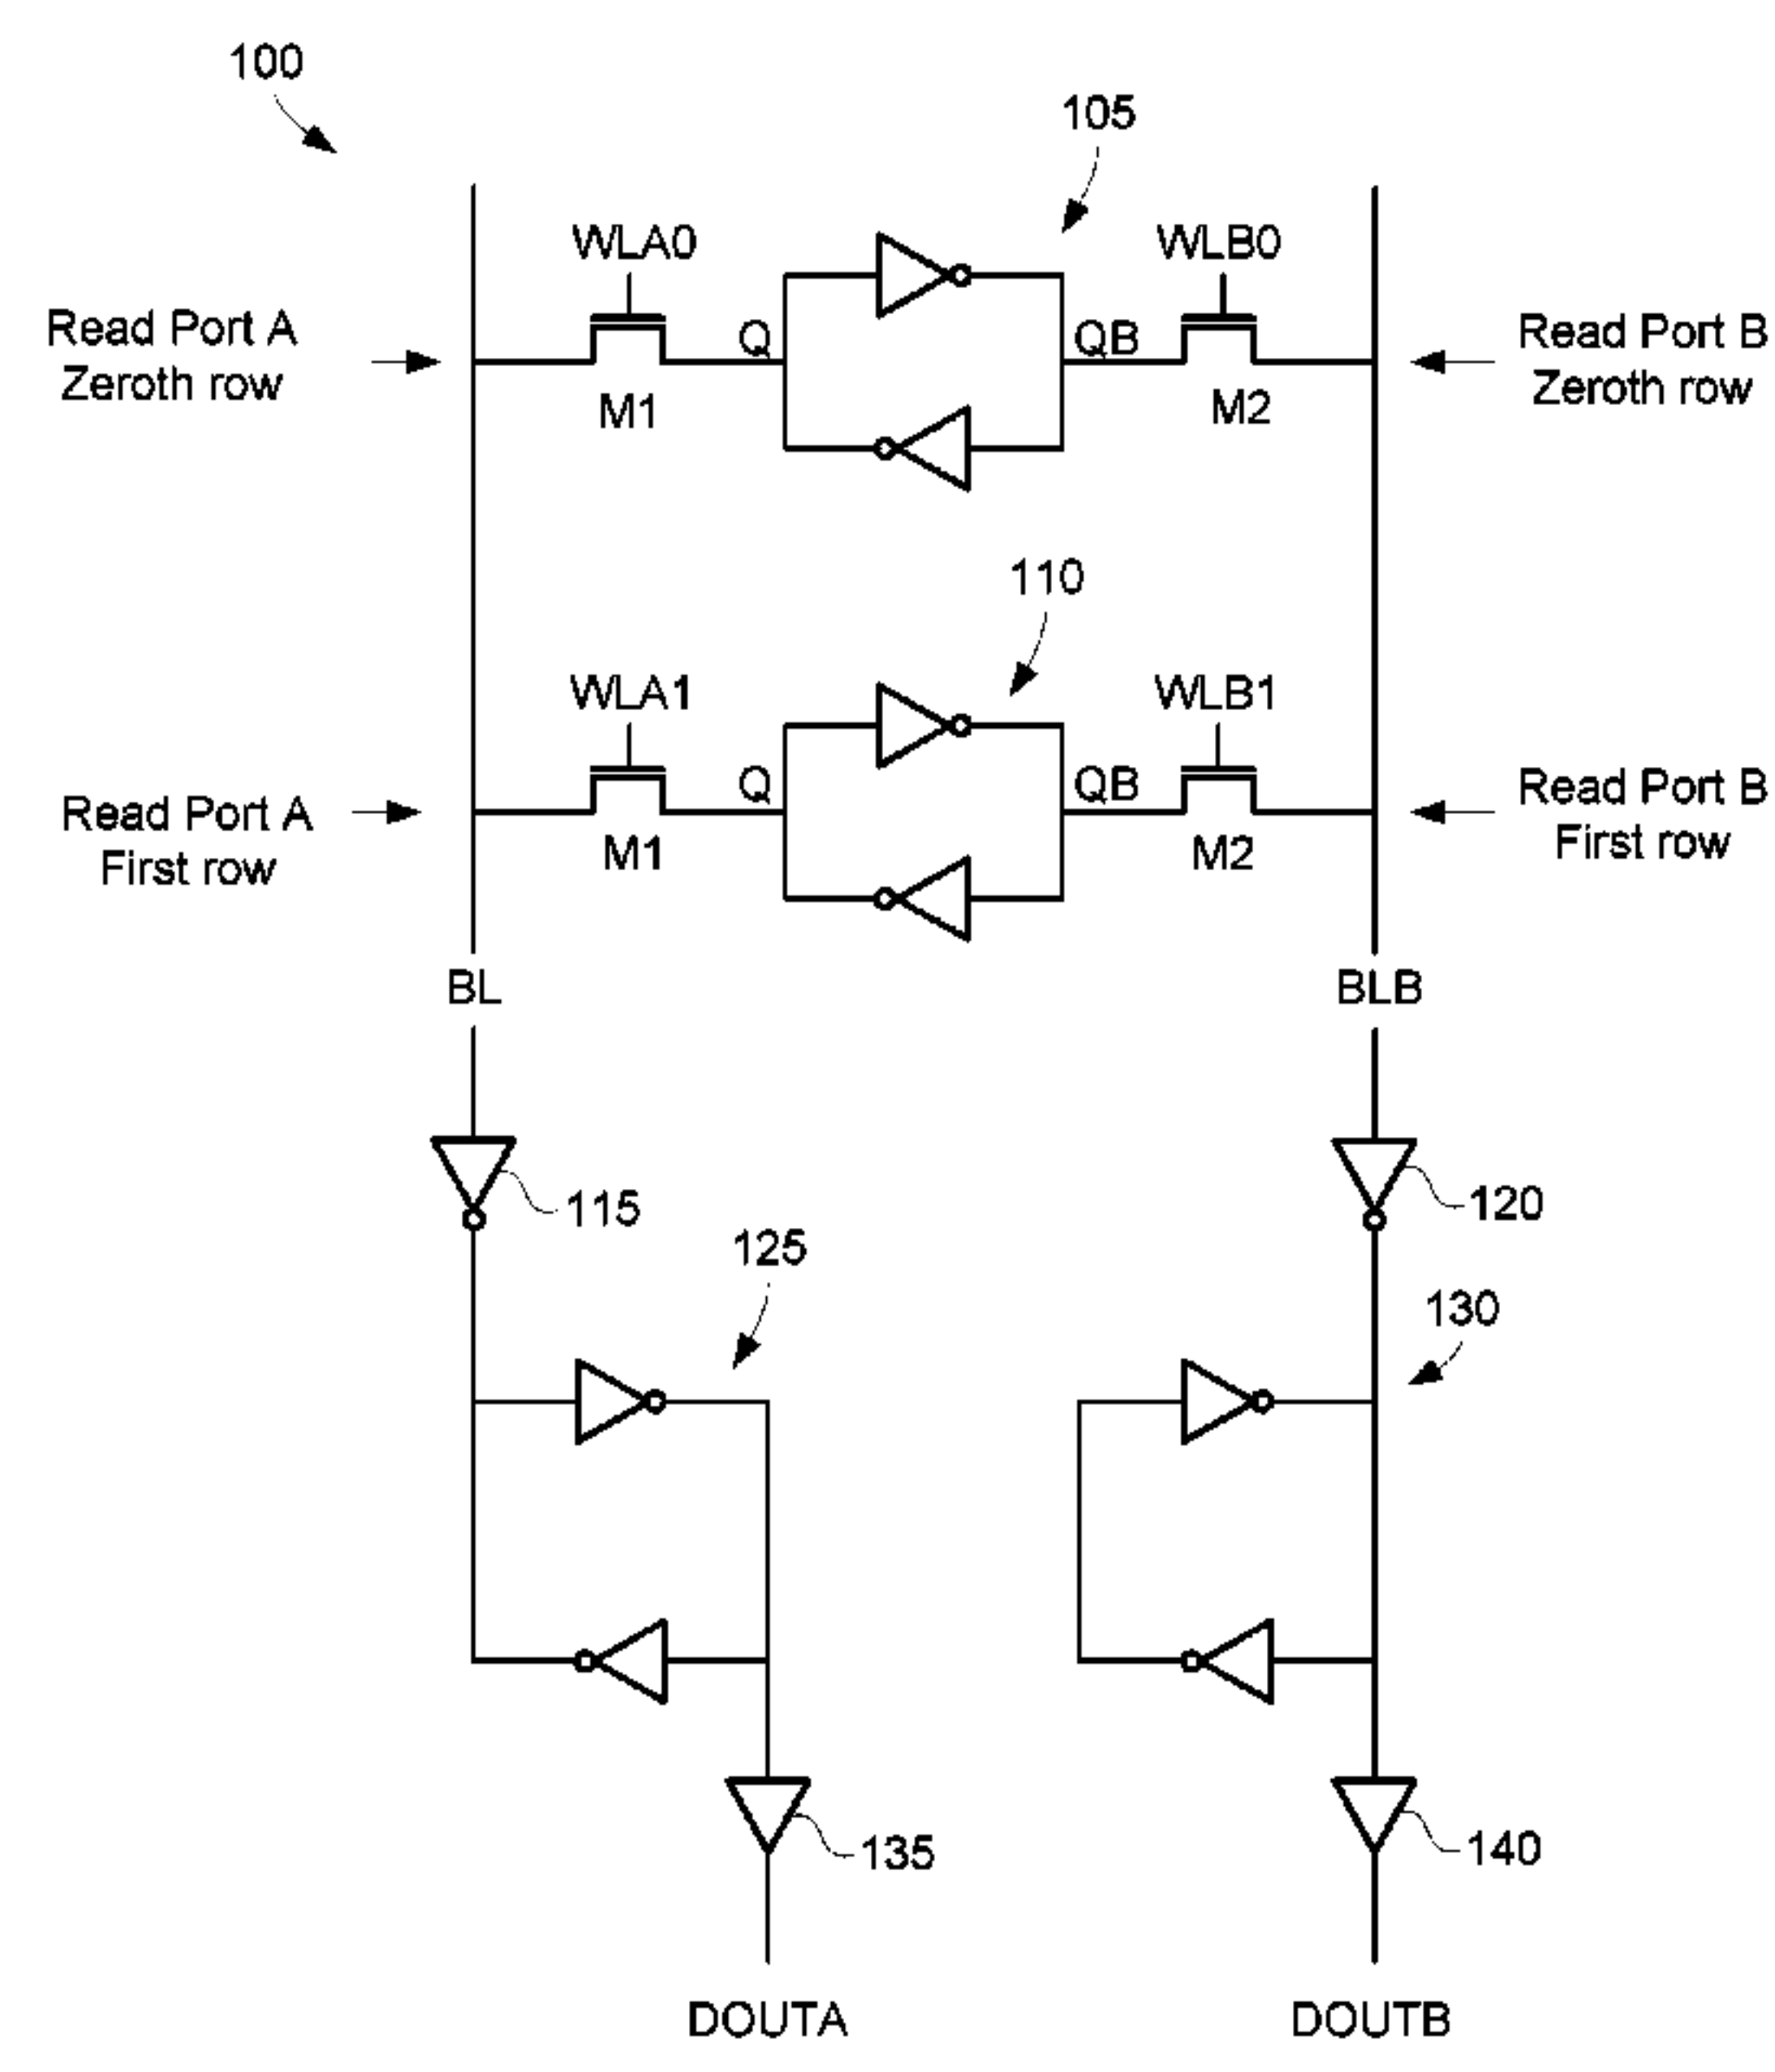 100
105
WLA0
WLB0
Read Port A
Zeroth row
Q
QB
Read Port B
Zeroth row
M1
M2
110
WLA1
WLB1
Read Port A
First row
Q
QB
Read Port B
First row
M1
M2
BL
BLB
115
120
125
130
135
140
DOUTA
DOUTB